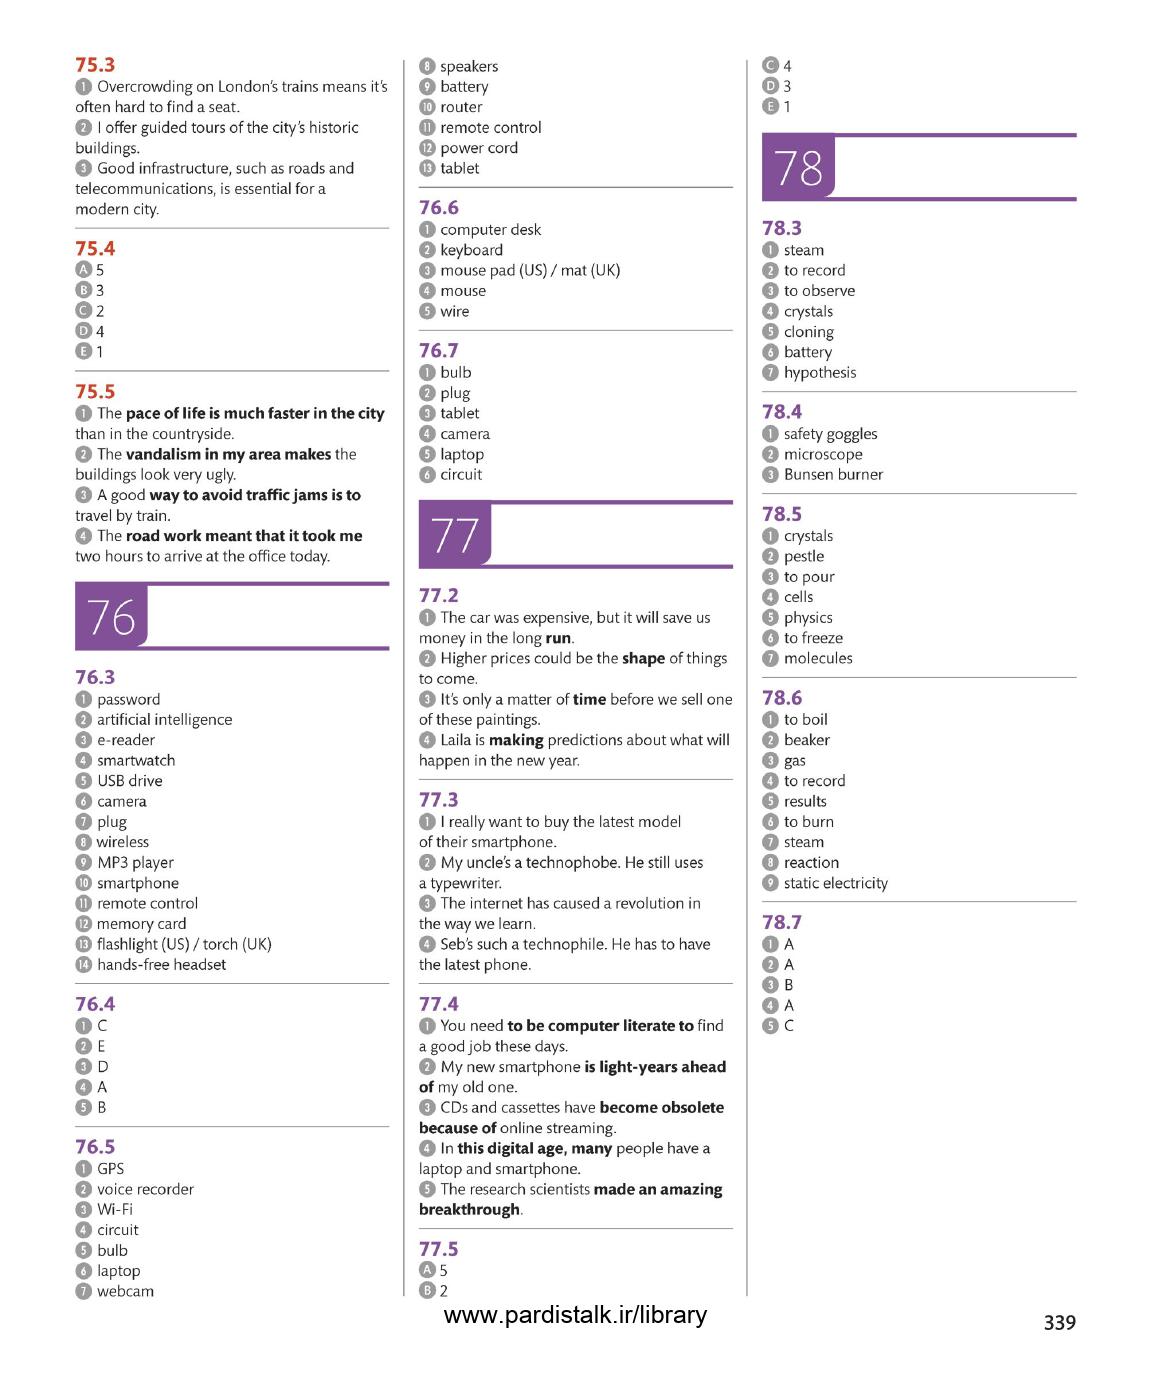 75.3
1 Overcrowding on London's trains means it's
often hard to find a seat.
2 I offer guided tours of the city's historic
buildings.
3 Good infrastructure, such as roads and
telecommunications, is essential for a
modern city.
75.4
A 5
B 3
C 2
D 4
E 1
75.5
1 The pace of life is much faster in the city
than in the countryside.
2 The vandalism in my area makes the
buildings look very ugly.
3 A good way to avoid traffic jams is to
travel by train.
4 The road work meant that it took me
two hours to arrive at the office today.
76
76.3
1 password
2 artificial intelligence
3 e-reader
4 smartwatch
5 USB drive
6 camera
7 plug
8 wireless
9 MP3 player
10 smartphone
11 remote control
12 memory card
13 flashlight (US) / torch (UK)
14 hands-free headset
76.4
1 C
2 E
3 D
4 A
5 B
76.5
1 GPS
2 voice recorder
3 Wi-Fi
4 circuit
5 bulb
6 laptop
7 webcam
8 speakers
9 battery
10 router
11 remote control
12 power cord
13 tablet
76.6
1 computer desk
2 keyboard
3 mouse pad (US) / mat (UK)
4 mouse
5 wire
76.7
1 bulb
2 plug
3 tablet
4 camera
5 laptop
6 circuit
77
77.2
1 The car was expensive, but it will save us
money in the long run.
2 Higher prices could be the shape of things
to come.
3 It's only a matter of time before we sell one
of these paintings.
4 Laila is making predictions about what will
happen in the new year.
77.3
1 I really want to buy the latest model
of their smartphone.
2 My uncle's a technophobe. He still uses
a typewriter.
3 The internet has caused a revolution in
the way we learn.
4 Seb's such a technophile. He has to have
the latest phone.
77.4
1 You need to be computer literate to find
a good job these days.
2 My new smartphone is light-years ahead
of my old one.
3 CDs and cassettes have become obsolete
because of online streaming.
4 In this digital age, many people have a
laptop and smartphone.
5 The research scientists made an amazing
breakthrough.
77.5
A 5
B 2
C 4
D 3
E 1
78
78.3
1 steam
2 to record
3 to observe
4 crystals
5 cloning
6 battery
7 hypothesis
78.4
1 safety goggles
2 microscope
3 Bunsen burner
78.5
1 crystals
2 pestle
3 to pour
4 cells
5 physics
6 to freeze
7 molecules
78.6
1 to boil
2 beaker
3 gas
4 to record
5 results
6 to burn
7 steam
8 reaction
9 static electricity
78.7
1 A
2 A
3 B
4 A
5 C
www.pardistalk.ir/library
339